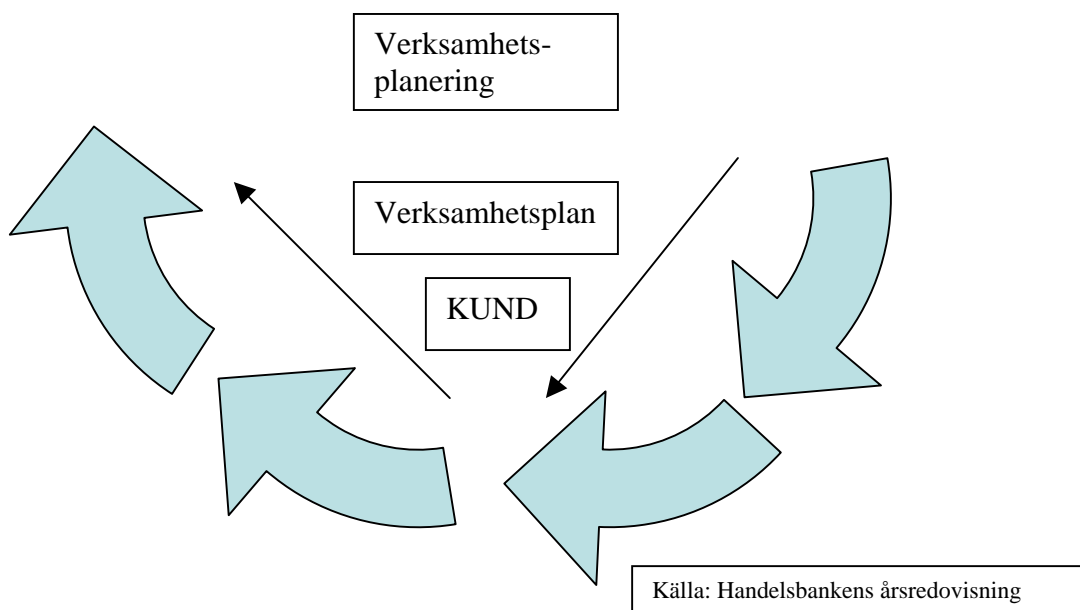 Verksamhets-
planering
Verksamhetsplan
KUND
Källa: Handelsbankens årsredovisning